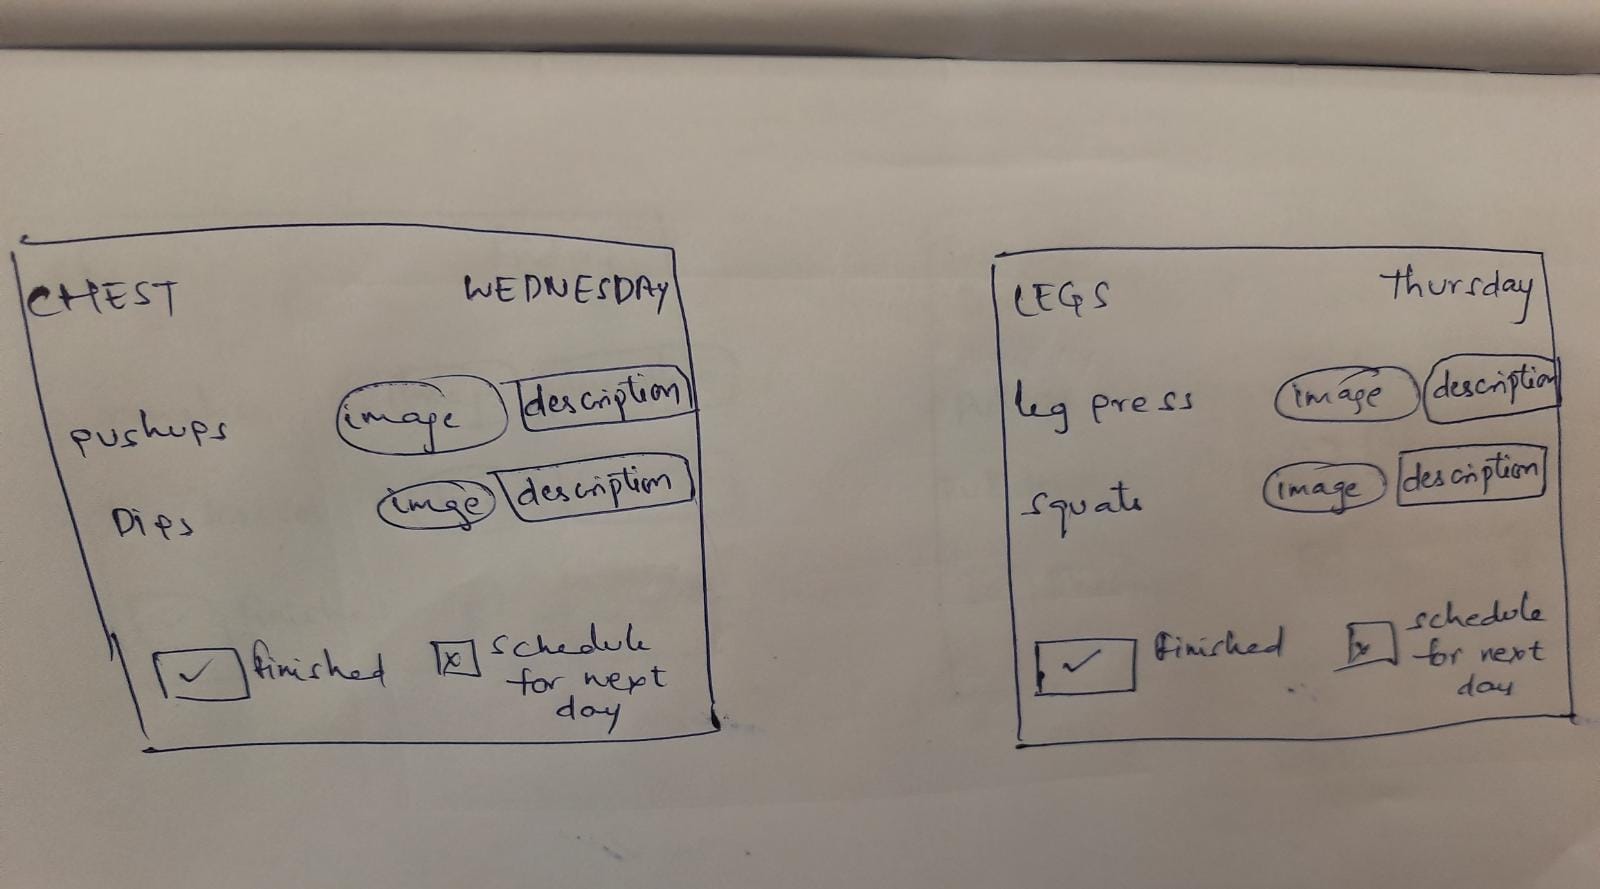 CHEST WEDNESDAY
pushups image description
Dips imge description
✓ finished x schedule
for next
day
LEGS Thursday
leg press image description
squats image description
✓ finished x schedule
for next
day